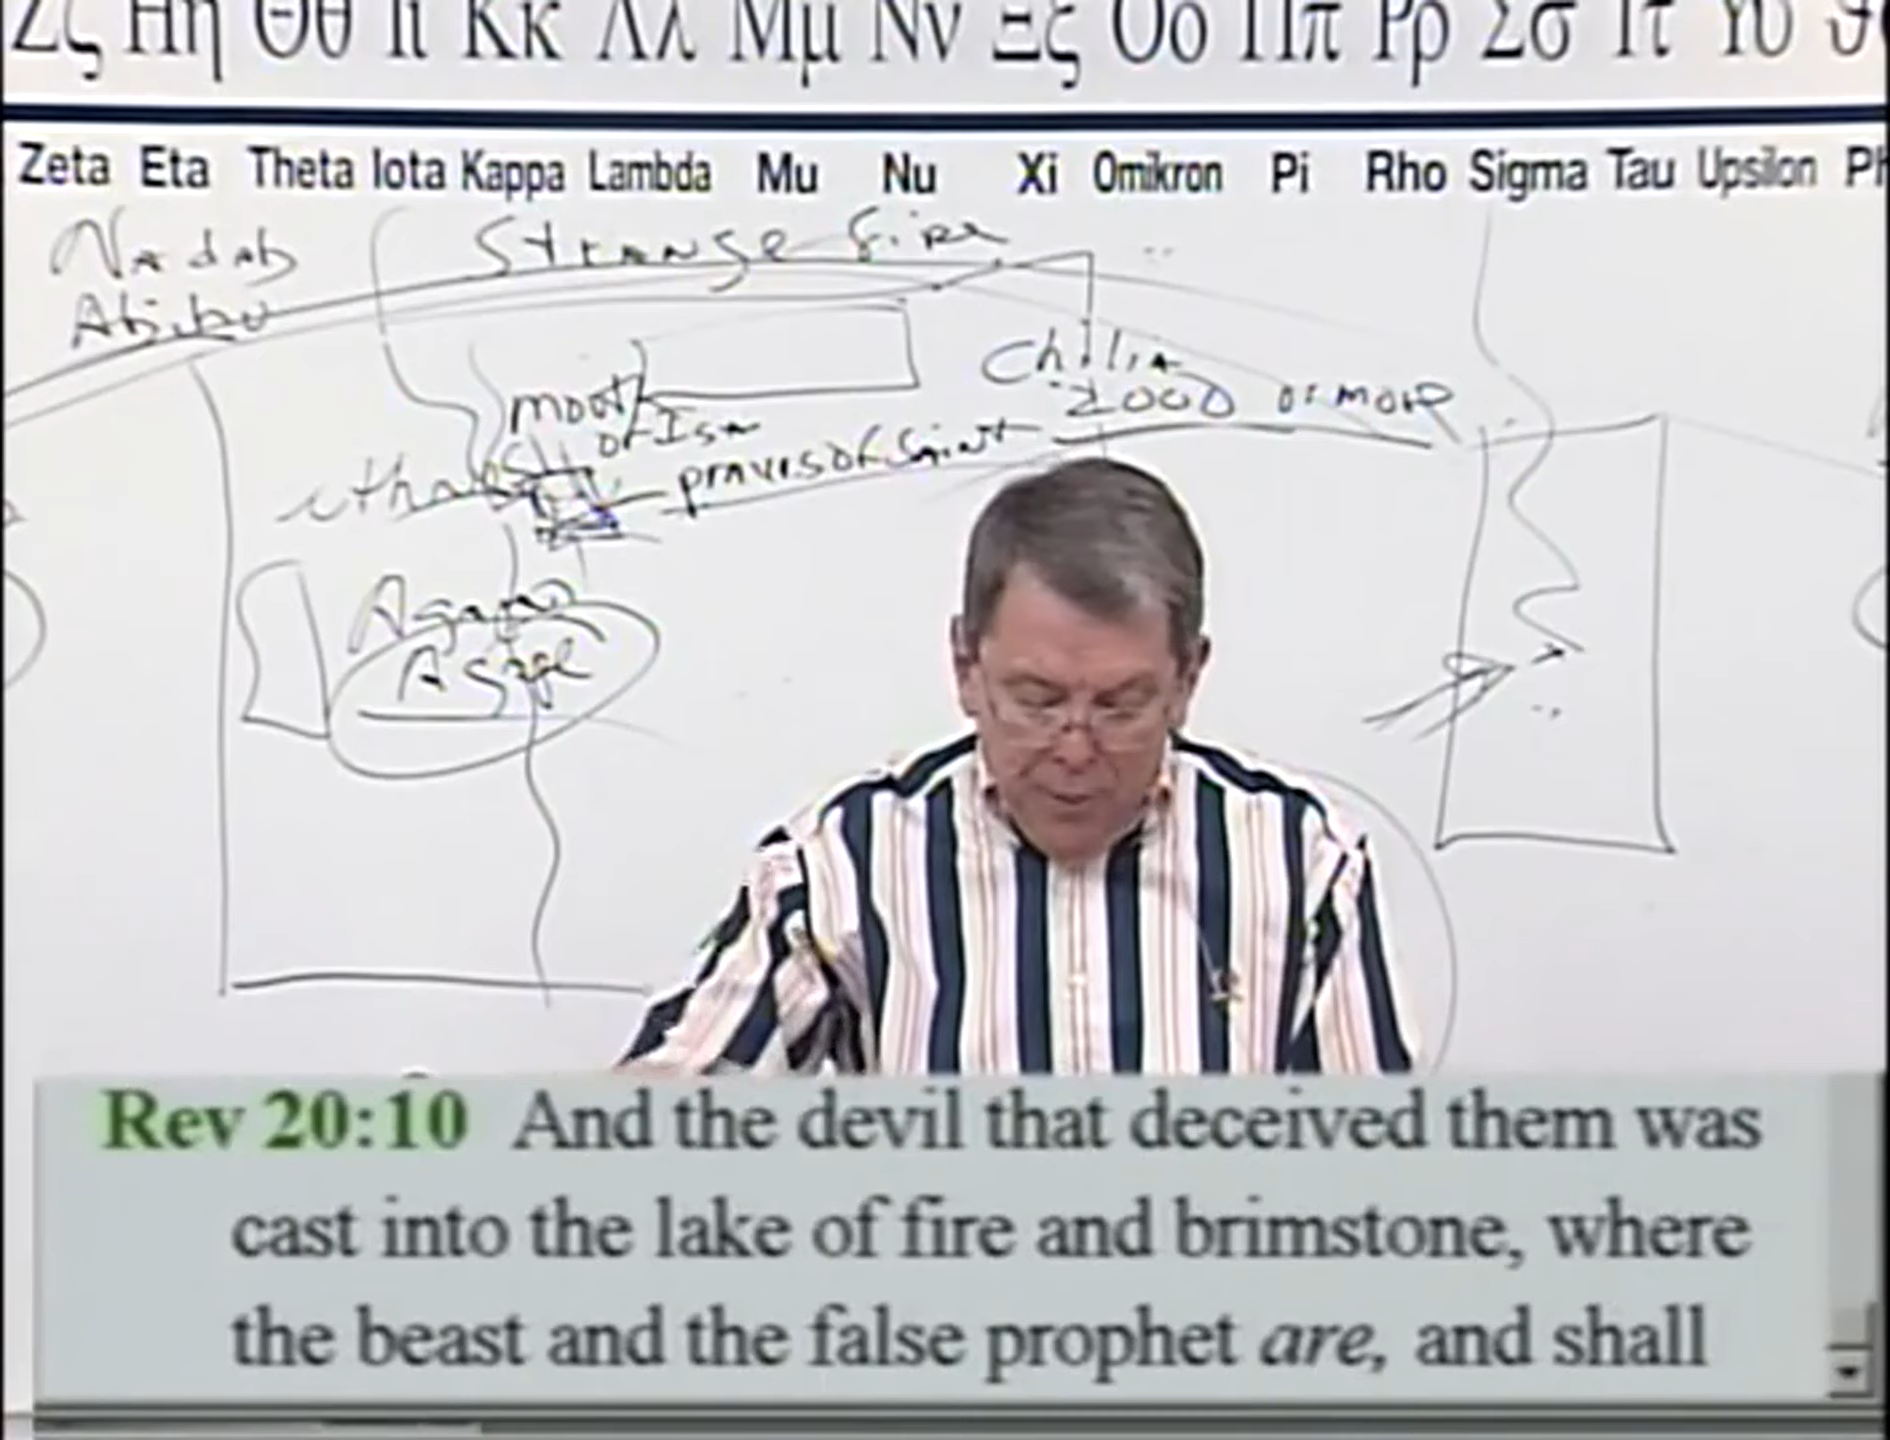 Ζζ Ηη Θθ Ιι Κκ Λλ Μμ Νν Ξξ Οο Ππ Ρρ Σσ Ττ Υυ
Zeta Eta Theta Iota Kappa Lambda Mu Nu Xi Omikron Pi Rho Sigma Tau Upsilon Ph
Nadab Strange fire
Abihu
Chilia
2000 or more
of Isa
Agape
Rev 20:10 And the devil that deceived them was
cast into the lake of fire and brimstone, where
the beast and the false prophet are, and shall